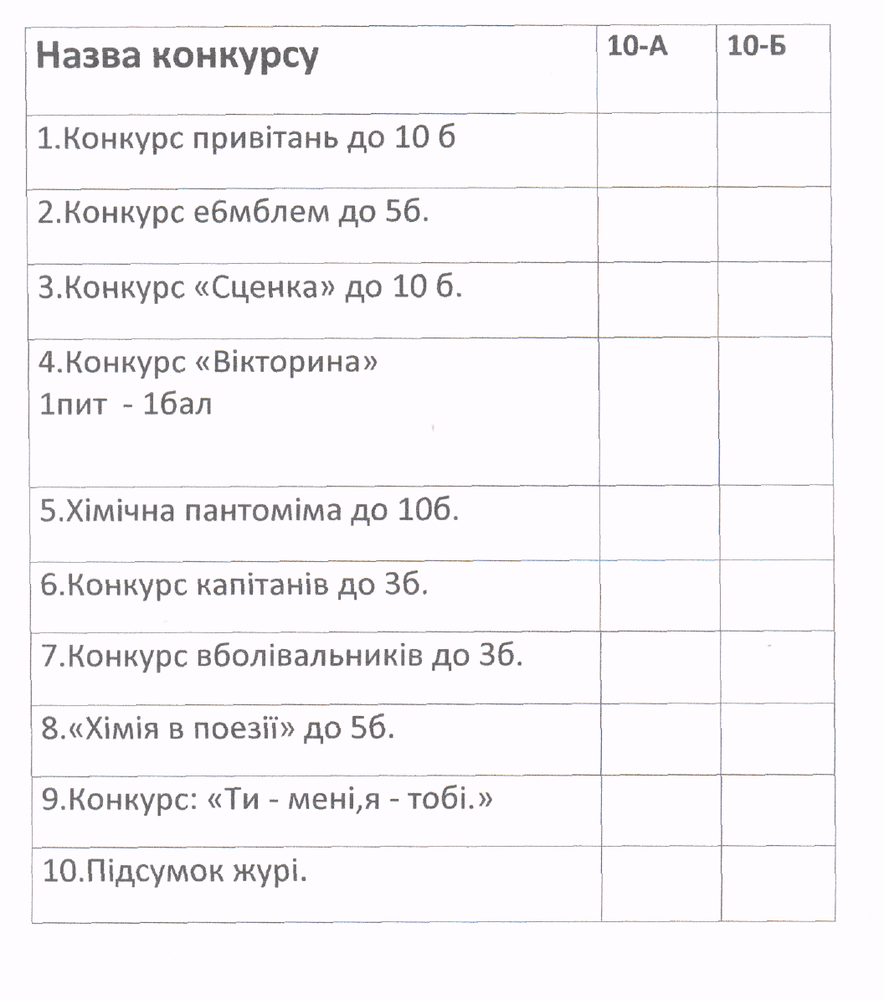 Назва конкурсу 10-А 10-Б
1.Конкурс привітань до 10 б
2.Конкурс ебмблем до 5б.
3.Конкурс «Сценка» до 10 б.
4.Конкурс «Вікторина»
1пит - 1бал
5.Хімічна пантоміма до 10б.
6.Конкурс капітанів до 3б.
7.Конкурс вболівальників до 3б.
8.«Хімія в поезії» до 5б.
9.Конкурс: «Ти - мені,я - тобі.»
10.Підсумок журі.